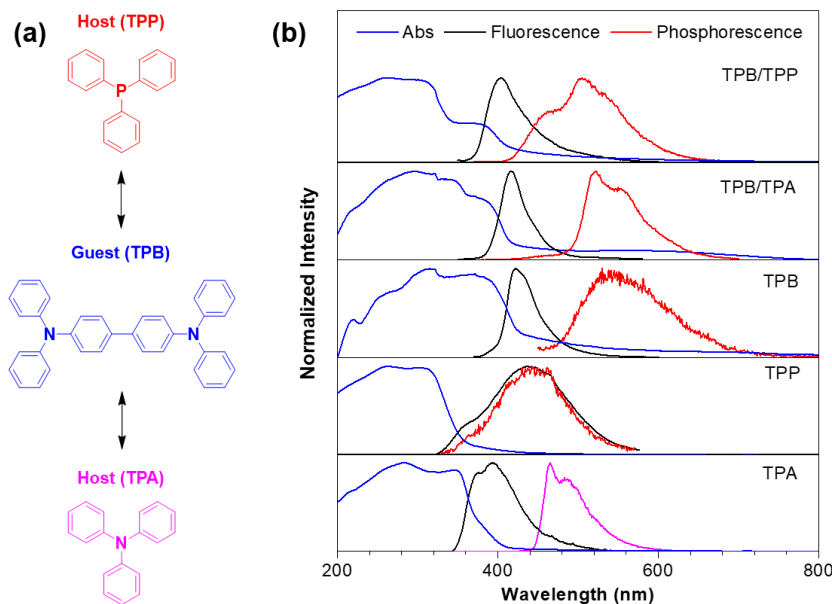 (a)
Host (TPP)
P
Guest (TPB)
N
N
Host (TPA)
N
(b)
Abs Fluorescence Phosphorescence
TPB/TPP
TPB/TPA
TPB
TPP
TPA
Normalized Intensity
200 400 600 800
Wavelength (nm)